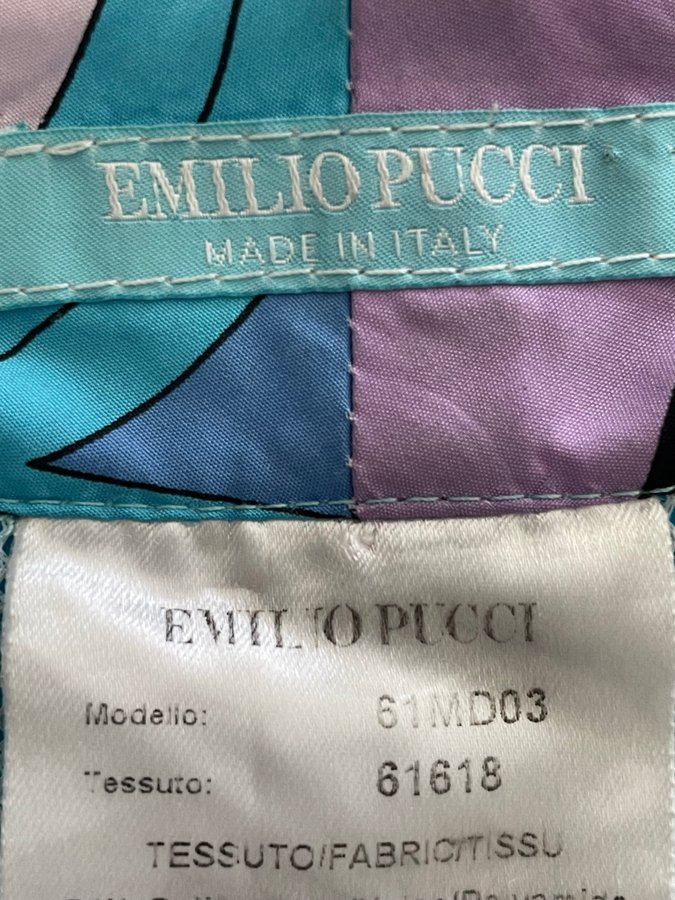 EMILIO PUCCI
MADE IN ITALY
EMILIO PUCCI
Modello: 61MD03
Tessuto: 61618
TESSUTO/FABRIC/TISSU